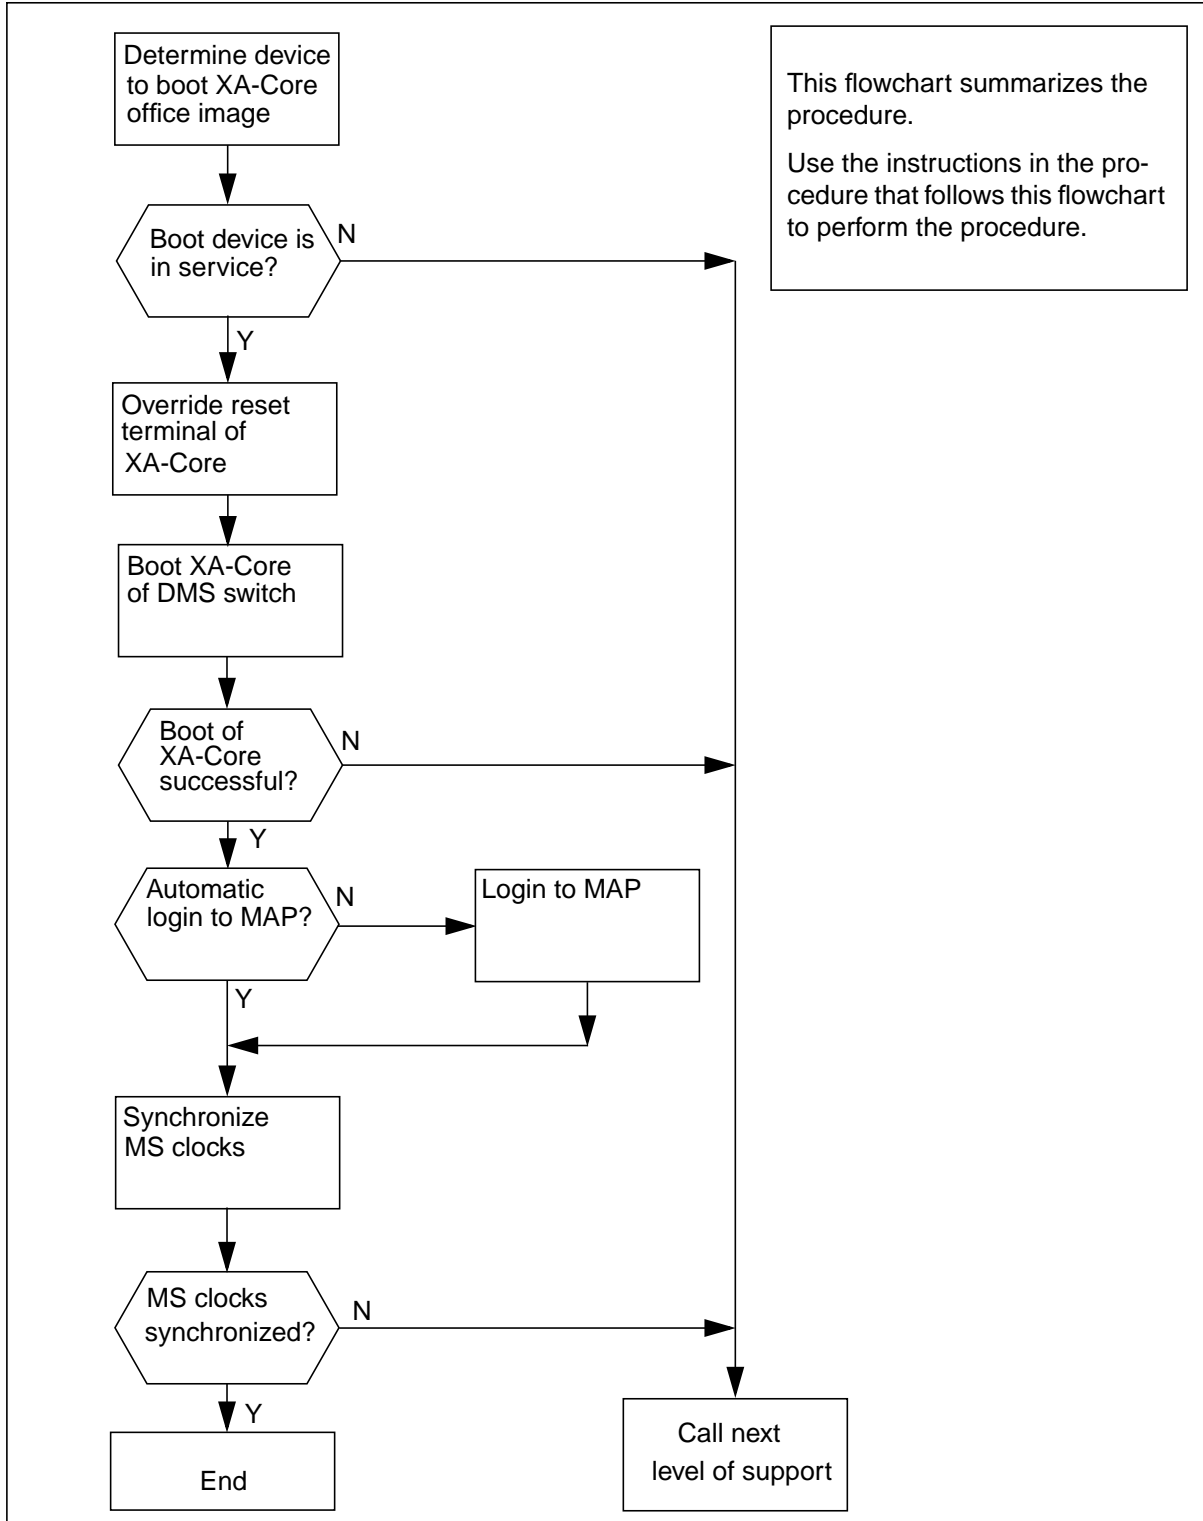 Determine device
to boot XA-Core
office image
This flowchart summarizes the
procedure.
Use the instructions in the pro-
cedure that follows this flowchart
to perform the procedure.
Boot device is
in service?
N
Y
Override reset
terminal of
XA-Core
Boot XA-Core
of DMS switch
Boot of
XA-Core
successful?
N
Y
Automatic
login to MAP?
N
Login to MAP
Y
Synchronize
MS clocks
MS clocks
synchronized?
N
Y
End
Call next
level of support